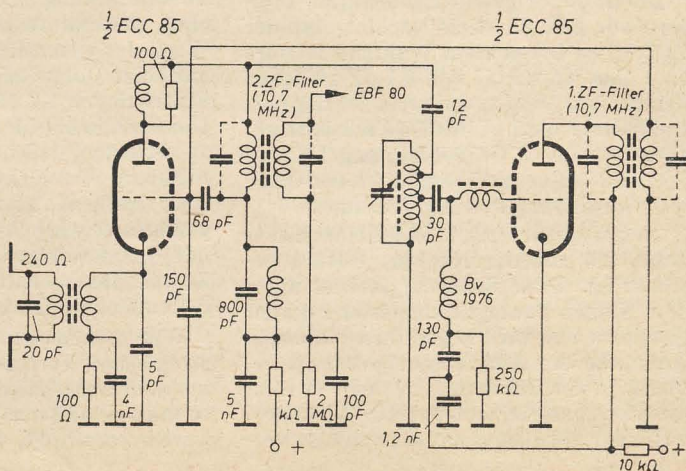 ½ ECC 85
½ ECC 85
100 Ω
2.ZF-Filter
(10,7
MHz)
EBF 80
12
pF
1.ZF-Filter
(10,7 MHz)
68 pF
30
pF
240 Ω
20 pF
150
pF
800
pF
Bv
1976
130
pF
5
pF
100
Ω
4
nF
5
nF
1
kΩ
2
MΩ
100
pF
250
kΩ
1,2 nF
+
10 kΩ
+